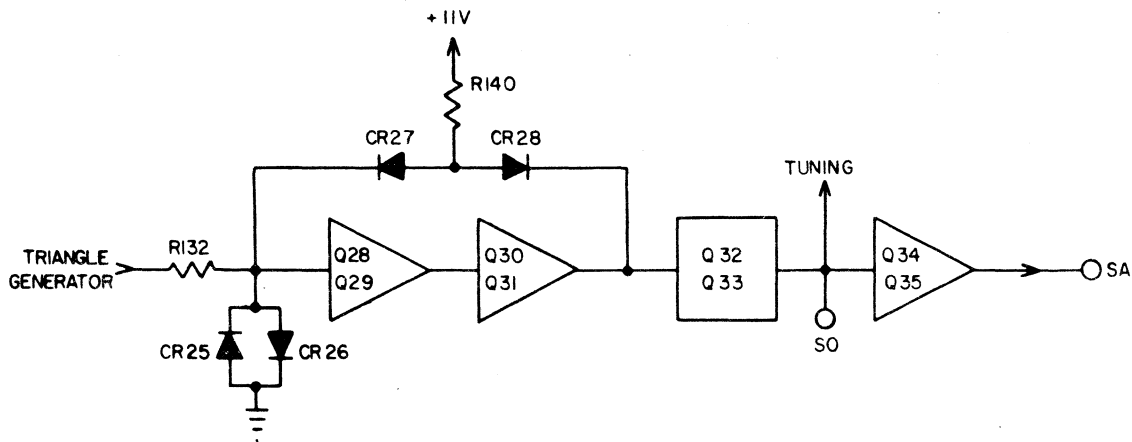 +11V
R140
CR27
CR28
TUNING
R132
TRIANGLE
GENERATOR
Q28
Q29
Q30
Q31
Q32
Q33
Q34
Q35
SA
SO
CR25
CR26